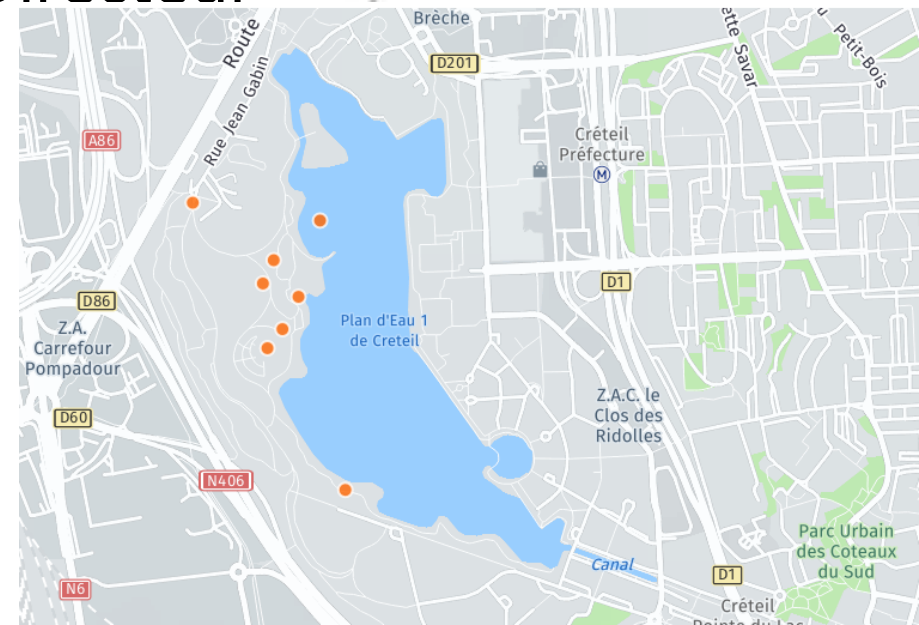 Brèche
D201
Route
Rue Jean Gabin
ette Savar
Petit-Bois
A86
Créteil
Préfecture
M
D86
D1
Z.A.
Carrefour
Pompadour
Plan d'Eau 1
de Creteil
Z.A.C. le
Clos des
Ridolles
D60
N406
Parc Urbain
des Coteaux
du Sud
Canal
D1
N6
Créteil